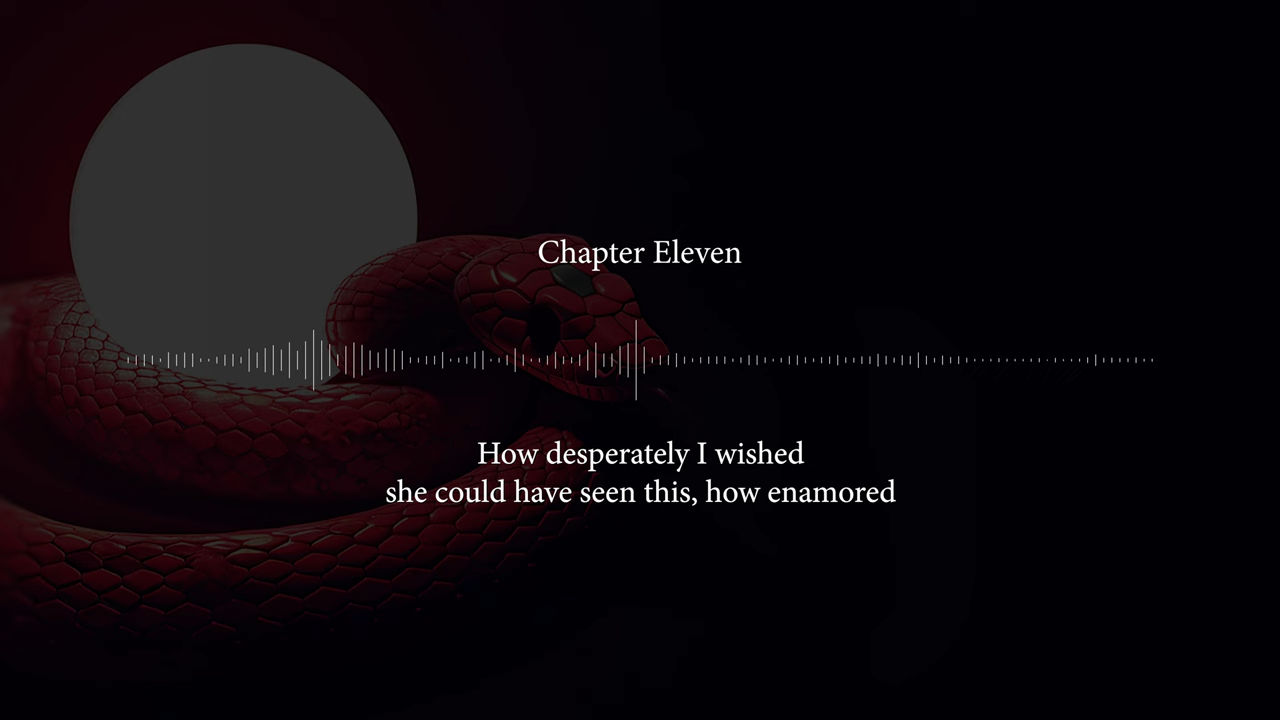 Chapter Eleven
How desperately I wished
she could have seen this, how enamored